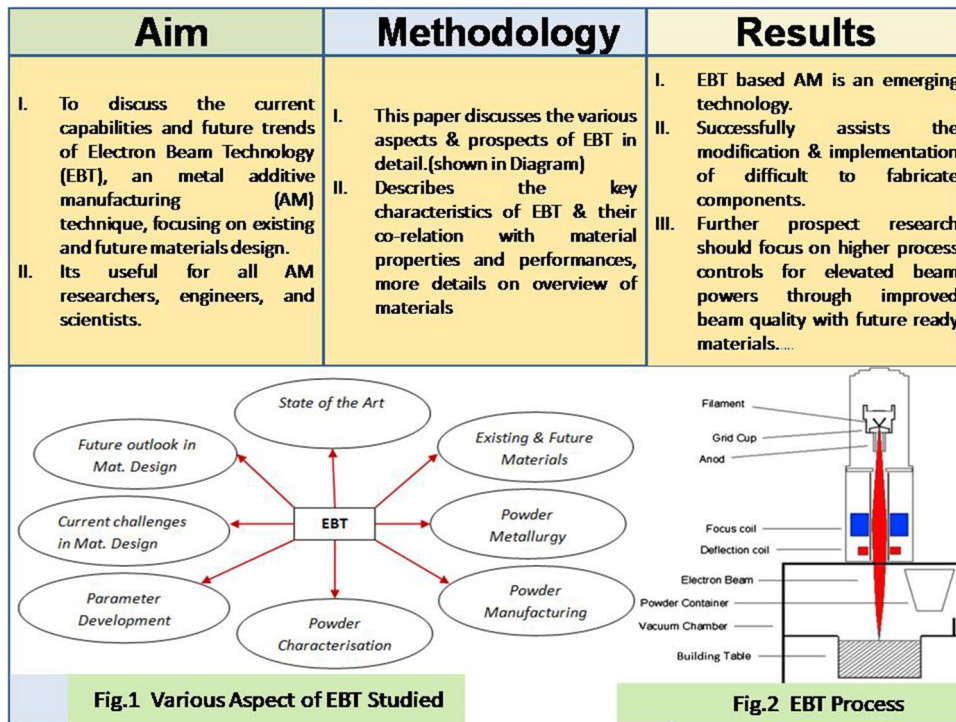 Aim
Methodology
Results
I. To discuss the current
capabilities and future trends
of Electron Beam Technology
(EBT), an metal additive
manufacturing (AM)
technique, focusing on existing
and future materials design.
II. Its useful for all AM
researchers, engineers, and
scientists.
I. This paper discusses the various
aspects & prospects of EBT in
detail.(shown in Diagram)
II. Describes the key
characteristics of EBT & their
co-relation with material
properties and performances,
more details on overview of
materials
I. EBT based AM is an emerging
technology.
II. Successfully assists the
modification & implementation
of difficult to fabricate
components.
III. Further prospect research
should focus on higher process
controls for elevated beam
powers through improved
beam quality with future ready
materials.....
State of the Art
Future outlook in
Mat. Design
Existing & Future
Materials
Current challenges
in Mat. Design
EBT
Powder
Metallurgy
Parameter
Development
Powder
Characterisation
Powder
Manufacturing
Fig.1 Various Aspect of EBT Studied
Filament
Grid Cup
Anod
Focus coil
Deflection coil
Electron Beam
Powder Container
Vacuum Chamber
Building Table
Fig.2 EBT Process